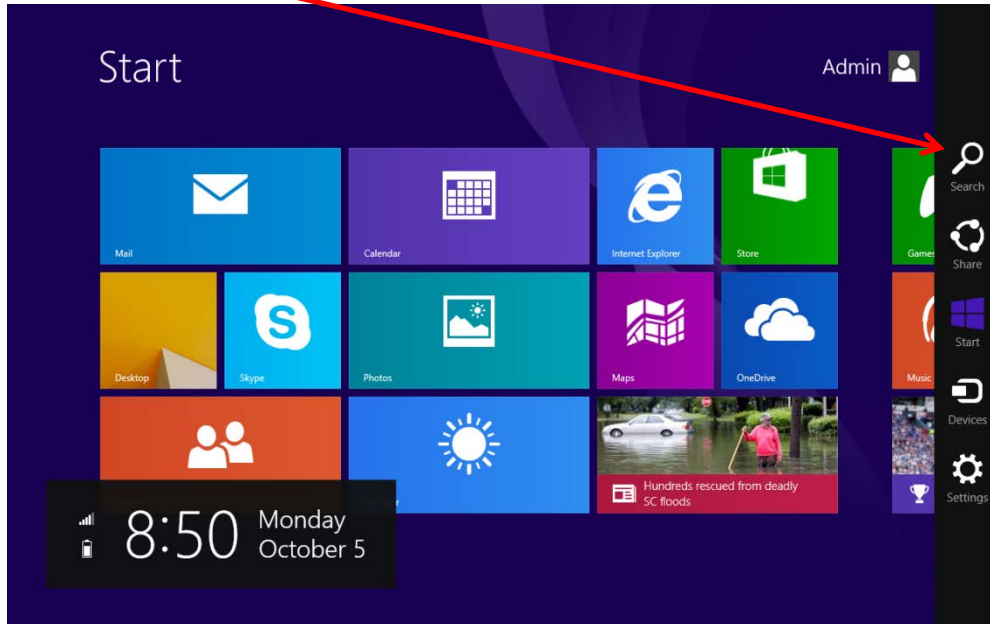 Start
Admin
Search
Mail
Calendar
Internet Explorer
Store
Games
Share
Desktop
Skype
Photos
Maps
OneDrive
Music
Start
Devices
Hundreds rescued from deadly
SC floods
Settings
8:50
Monday
October 5